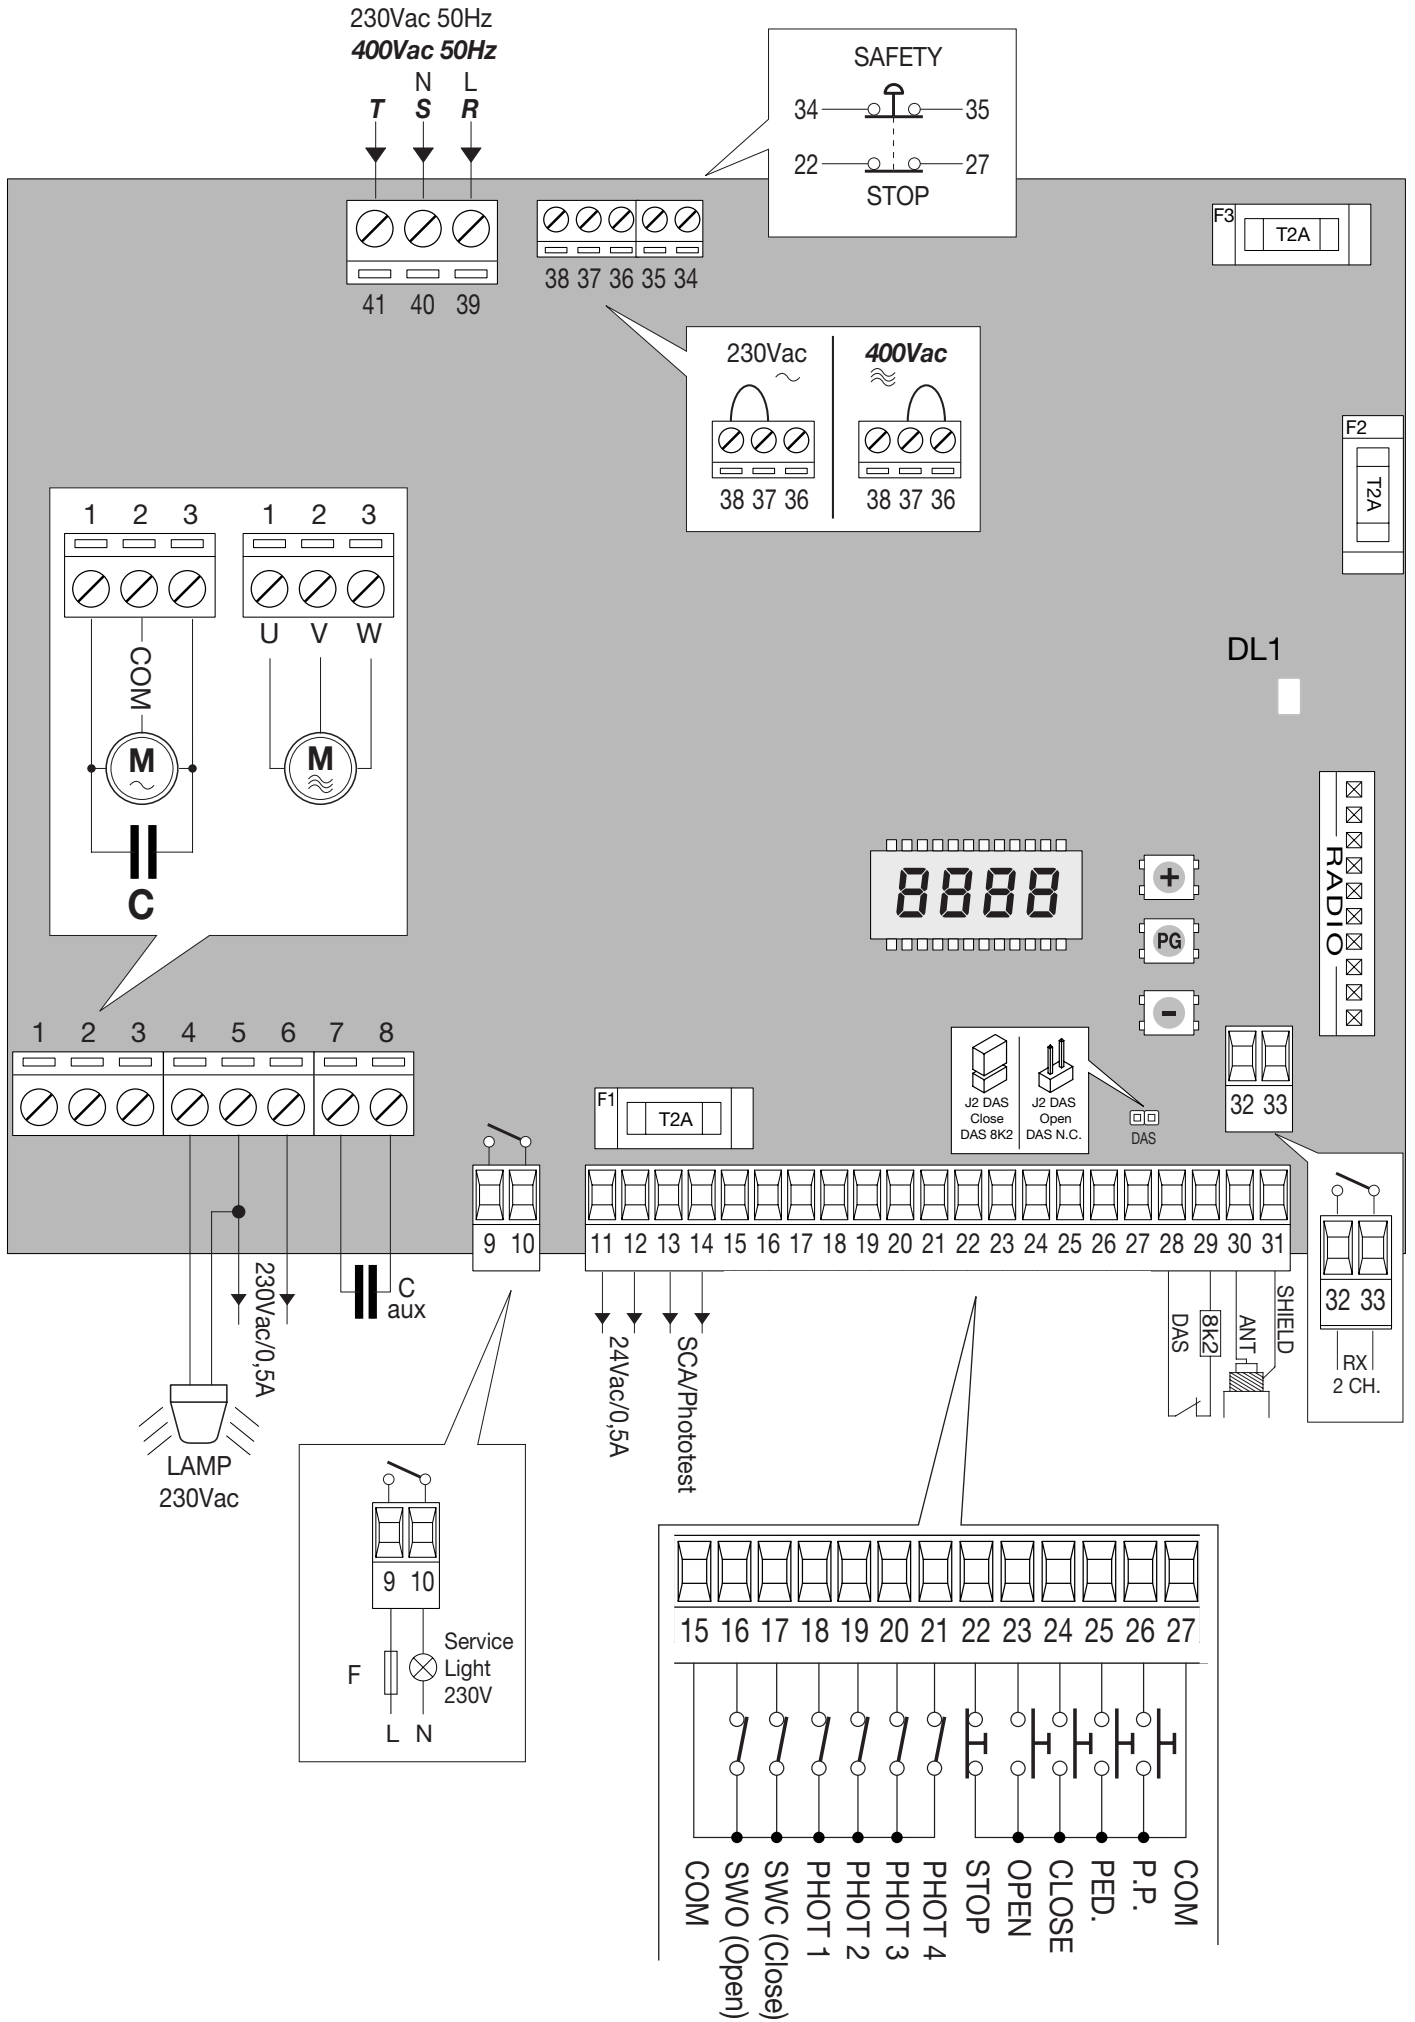 230Vac 50Hz
400Vac 50Hz
N L
T S R
SAFETY
34 35
22 27
STOP
F3
T2A
41 40 39
38 37 36 35 34
230Vac
400Vac
38 37 36
38 37 36
F2
T2A
1 2 3
1 2 3
U V W
COM
M
M
C
DL1
RADIO
8888
+
PG
-
1 2 3 4 5 6 7 8
F1
T2A
J2 DAS
Close
DAS 8K2
J2 DAS
Open
DAS N.C.
DAS
32 33
9 10
11 12 13 14 15 16 17 18 19 20 21 22 23 24 25 26 27 28 29 30 31
32 33
RX
2 CH.
230Vac/0,5A
C
aux
LAMP
230Vac
24Vac/0,5A
SCA/Phototest
DAS
8k2
ANT
SHIELD
9 10
F
Service
Light
230V
L N
15 16 17 18 19 20 21 22 23 24 25 26 27
COM
SWO (Open)
SWC (Close)
PHOT 1
PHOT 2
PHOT 3
PHOT 4
STOP
OPEN
CLOSE
PED.
P.P.
COM